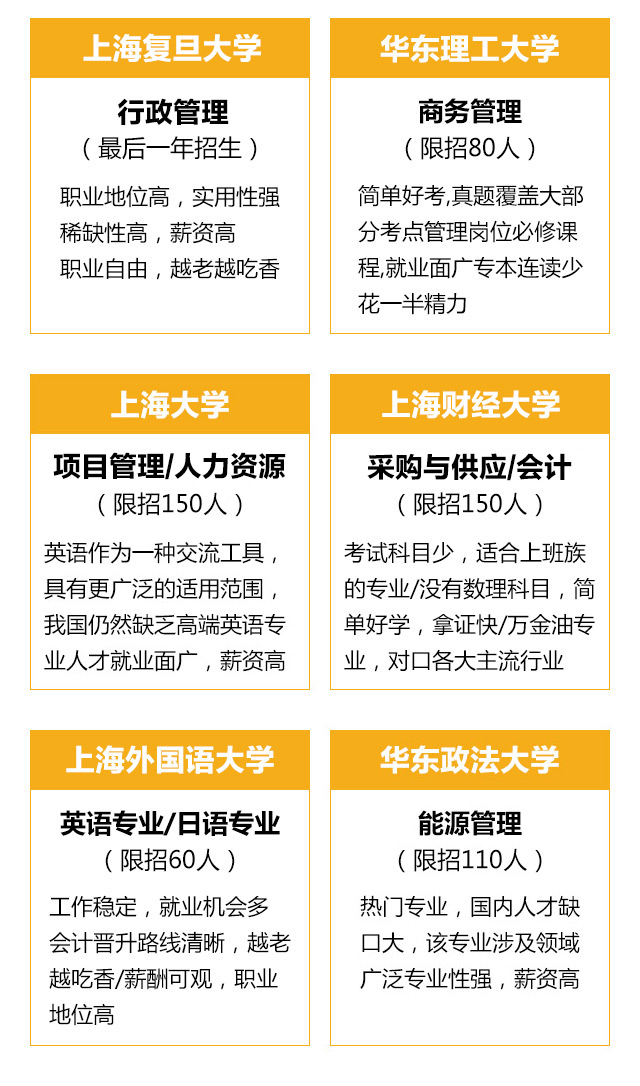 上海复旦大学
行政管理
（最后一年招生）
职业地位高，实用性强
稀缺性高，薪资高
职业自由，越老越吃香
华东理工大学
商务管理
（限招80人）
简单好考,真题覆盖大部
分考点管理岗位必修课
程,就业面广专本连读少
花一半精力
上海大学
项目管理/人力资源
（限招150人）
英语作为一种交流工具，
具有更广泛的适用范围，
我国仍然缺乏高端英语专
业人才就业面广，薪资高
上海财经大学
采购与供应/会计
（限招150人）
考试科目少，适合上班族
的专业/没有数理科目，简
单好学，拿证快/万金油专
业，对口各大主流行业
上海外国语大学
英语专业/日语专业
（限招60人）
工作稳定，就业机会多
会计晋升路线清晰，越老
越吃香/薪酬可观，职业
地位高
华东政法大学
能源管理
（限招110人）
热门专业，国内人才缺
口大，该专业涉及领域
广泛专业性强，薪资高